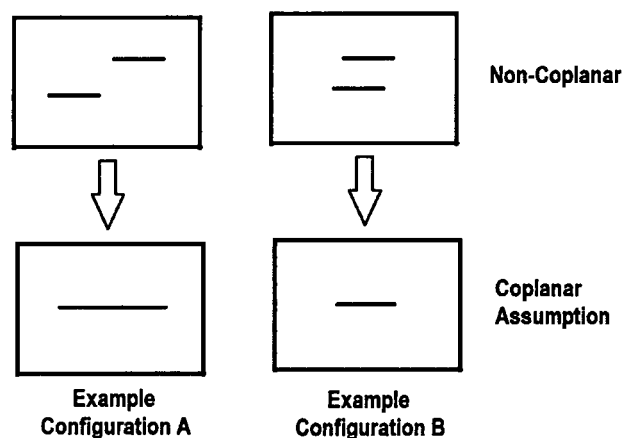 Non-Coplanar
Coplanar
Assumption
Example
Configuration A
Example
Configuration B